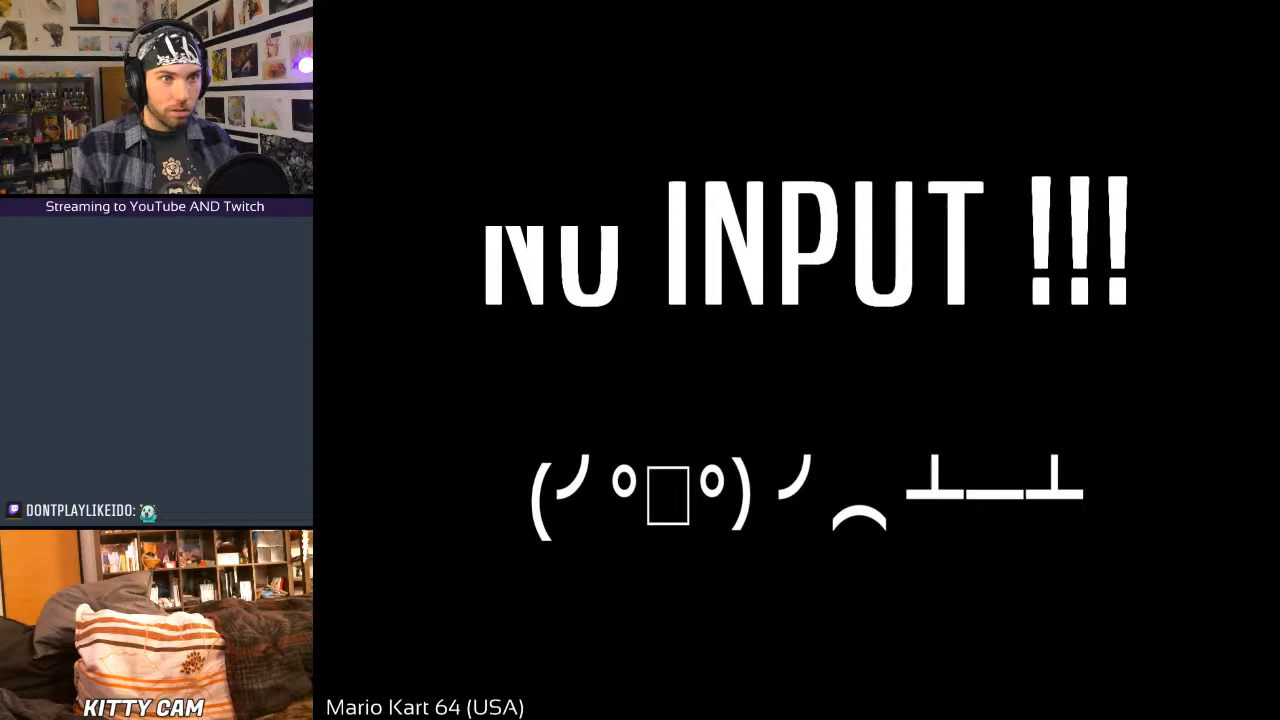 Streaming to YouTube AND Twitch
NO INPUT !!!
(╯°□°)╯︵ ┻━┻
DONTPLAYLIKEIDO:
KITTY CAM
Mario Kart 64 (USA)